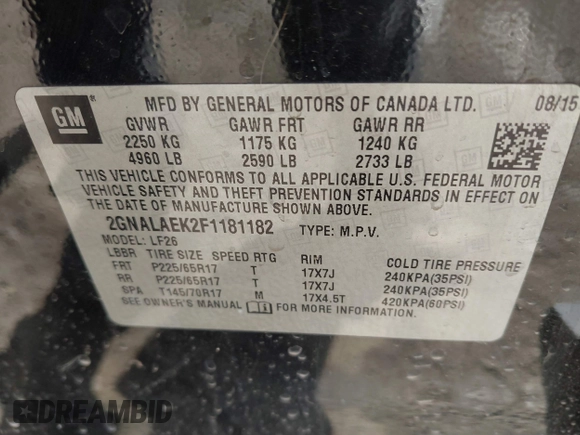 GM
MFD BY GENERAL MOTORS OF CANADA LTD. 08/15
GVWR GAWR FRT GAWR RR
2250 KG 1175 KG 1240 KG
4960 LB 2590 LB 2733 LB
THIS VEHICLE CONFORMS TO ALL APPLICABLE U.S. FEDERAL MOTOR
VEHICLE SAFETY AND THEFT PREVENTION STANDARDS IN EFFECT ON
THE DATE OF MANUFACTURE SHOWN ABOVE.
2GNALAEK2F1181182 TYPE: M.P.V.
MODEL: LF26
LBBR TIRE SIZE SPEED RTG RIM COLD TIRE PRESSURE
FRT P225/65R17 T 17X7J 240KPA(35PSI)
RR P225/65R17 T 17X7J 240KPA(35PSI)
SPA T145/70R17 M 17X4.5T 420KPA(60PSI)
SEE OWNER'S MANUAL FOR MORE INFORMATION.
DREAMBID